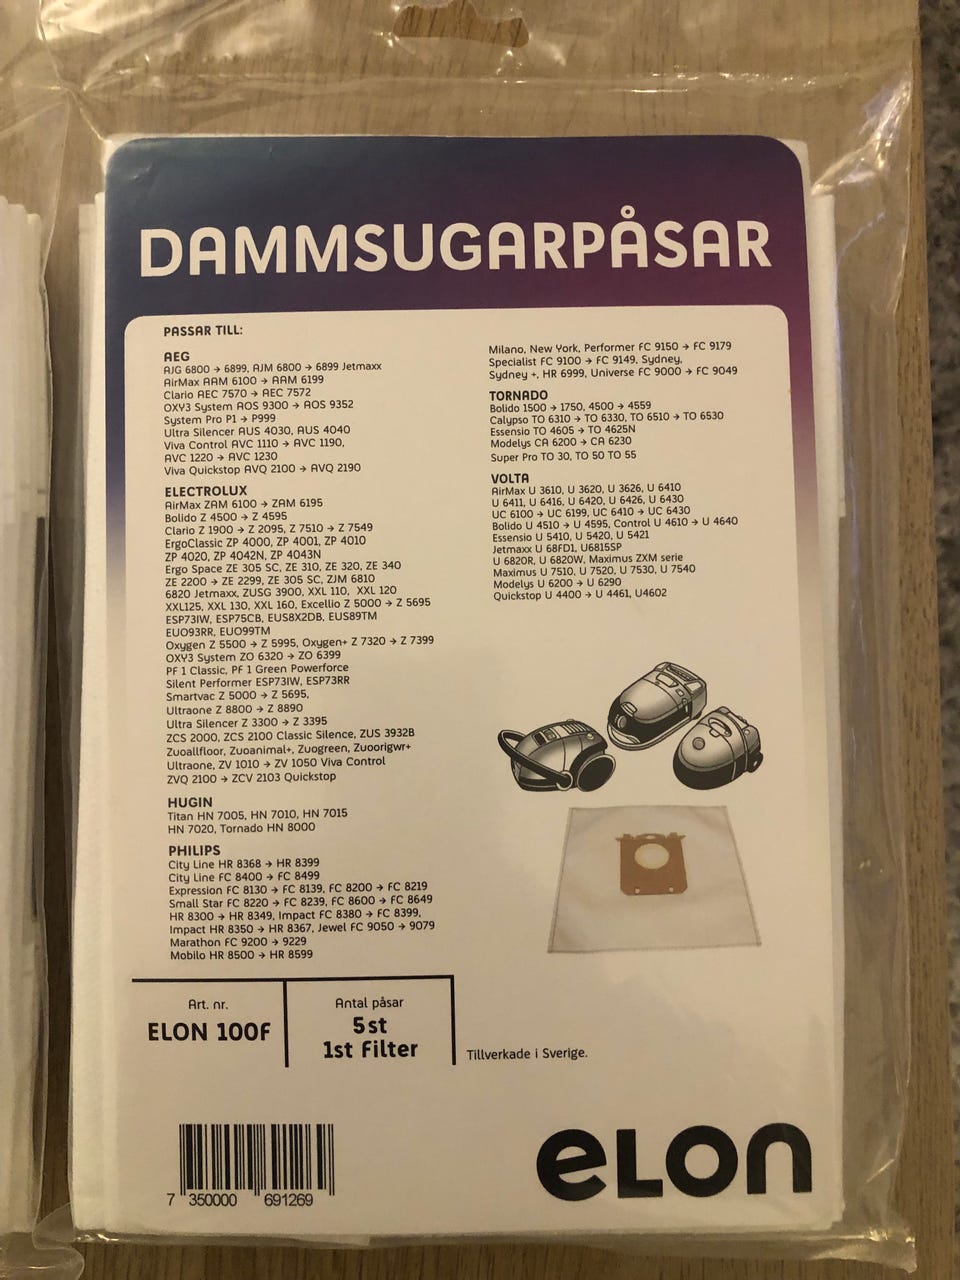 DAMMSUGARPÅSAR
PASSAR TILL:
AEG
AJG 6800 → 6899, AJM 6800 → 6899 Jetmaxx
AirMax AAM 6100 → AAM 6199
Clario AEC 7570 → AEC 7572
OXY3 System AOS 9300 → AOS 9352
System Pro P1 → P999
Ultra Silencer AUS 4030, AUS 4040
Viva Control AVC 1110 → AVC 1190,
AVC 1220 → AVC 1230
Viva Quickstop AVQ 2100 → AVQ 2190
ELECTROLUX
AirMax ZAM 6100 → ZAM 6195
Bolido Z 4500 → Z 4595
Clario Z 1900 → Z 2095, Z 7510 → Z 7549
ErgoClassic ZP 4000, ZP 4001, ZP 4010
ZP 4020, ZP 4042N, ZP 4043N
Ergo Space ZE 305 SC, ZE 310, ZE 320, ZE 340
ZE 2200 → ZE 2299, ZE 305 SC, ZJM 6810
6820 Jetmaxx, ZUSG 3900, XXL 110, XXL 120
XXL125, XXL 130, XXL 160, Excellio Z 5000 → Z 5695
ESP73IW, ESP75CB, EUS8X2DB, EUS89TM
EUO93RR, EUO99TM
Oxygen Z 5500 → Z 5995, Oxygen+ Z 7320 → Z 7399
OXY3 System ZO 6320 → ZO 6399
PF 1 Classic, PF 1 Green Powerforce
Silent Performer ESP73IW, ESP73RR
Smartvac Z 5000 → Z 5695,
Ultraone Z 8800 → Z 8890
Ultra Silencer Z 3300 → Z 3395
ZCS 2000, ZCS 2100 Classic Silence, ZUS 3932B
Zuoallfloor, Zuoanimal+, Zuogreen, Zuoorigwr+
Ultraone, ZV 1010 → ZV 1050 Viva Control
ZVQ 2100 → ZCV 2103 Quickstop
HUGIN
Titan HN 7005, HN 7010, HN 7015
HN 7020, Tornado HN 8000
PHILIPS
City Line HR 8368 → HR 8399
City Line FC 8400 → FC 8499
Expression FC 8130 → FC 8139, FC 8200 → FC 8219
Small Star FC 8220 → FC 8239, FC 8600 → FC 8649
HR 8300 → HR 8349, Impact FC 8380 → FC 8399,
Impact HR 8350 → HR 8367, Jewel FC 9050 → 9079
Marathon FC 9200 → 9229
Mobilo HR 8500 → HR 8599
Milano, New York, Performer FC 9150 → FC 9179
Specialist FC 9100 → FC 9149, Sydney,
Sydney +, HR 6999, Universe FC 9000 → FC 9049
TORNADO
Bolido 1500 → 1750, 4500 → 4559
Calypso TO 6310 → TO 6330, TO 6510 → TO 6530
Essensio TO 4605 → TO 4625N
Modelys CA 6200 → CA 6230
Super Pro TO 30, TO 50 TO 55
VOLTA
AirMax U 3610, U 3620, U 3626, U 6410
U 6411, U 6416, U 6420, U 6426, U 6430
UC 6100 → UC 6199, UC 6410 → UC 6430
Bolido U 4510 → U 4595, Control U 4610 → U 4640
Essensio U 5410, U 5420, U 5421
Jetmaxx U 68FD1, U6815SP
U 6820R, U 6820W, Maximus ZXM serie
Maximus U 7510, U 7520, U 7530, U 7540
Modelys U 6200 → U 6290
Quickstop U 4400 → U 4461, U4602
Art. nr.
ELON 100F
Antal påsar
5st
1st Filter
Tillverkade i Sverige.
7 350000 691269
eLON